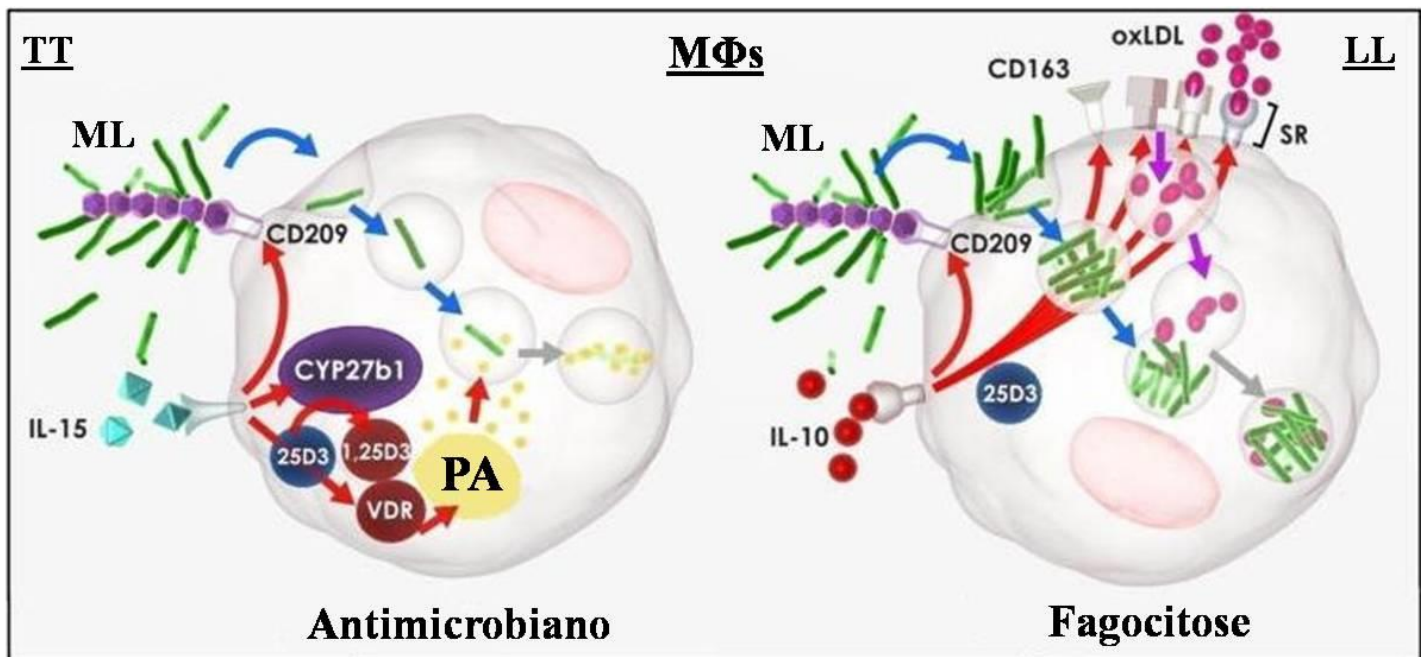 TT
MΦs
LL
ML
CD209
IL-15
CYP27b1
25D3
1,25D3
VDR
PA
Antimicrobiano
oxLDL
CD163
SR
ML
CD209
IL-10
25D3
Fagocitose